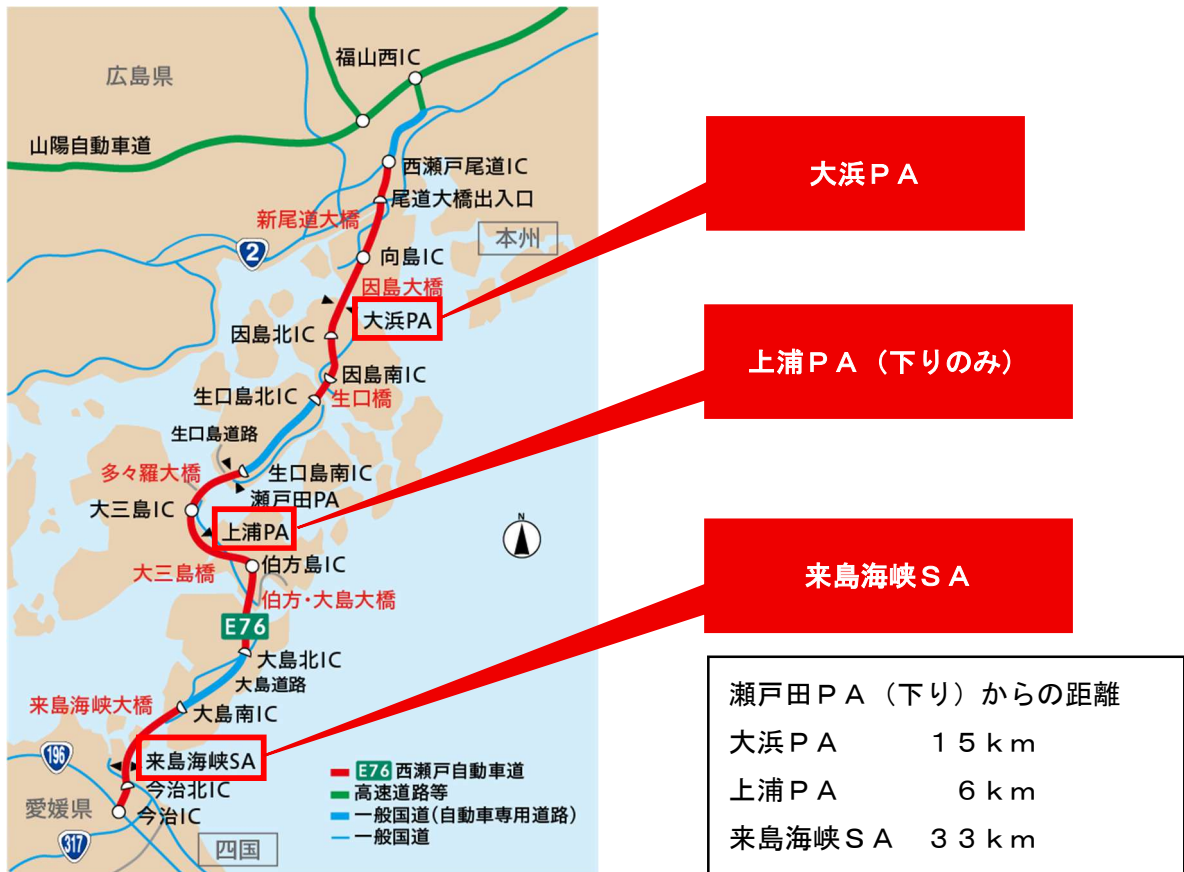 福山西IC
広島県
山陽自動車道
西瀬戸尾道IC
尾道大橋出入口
新尾道大橋
2
本州
向島IC
因島大橋
大浜PA
因島北IC
因島南IC
生口島北IC
生口橋
生口島道路
多々羅大橋
生口島南IC
瀬戸田PA
大三島IC
上浦PA
N
大三島橋
伯方島IC
伯方・大島大橋
E76
大島北IC
大島道路
来島海峡大橋
大島南IC
196
来島海峡SA
今治北IC
愛媛県
今治IC
317
四国
E76 西瀬戸自動車道
高速道路等
一般国道(自動車専用道路)
一般国道
大浜ＰＡ
上浦ＰＡ（下りのみ）
来島海峡ＳＡ
瀬戸田ＰＡ（下り）からの距離
大浜ＰＡ １５ｋｍ
上浦ＰＡ ６ｋｍ
来島海峡ＳＡ ３３ｋｍ